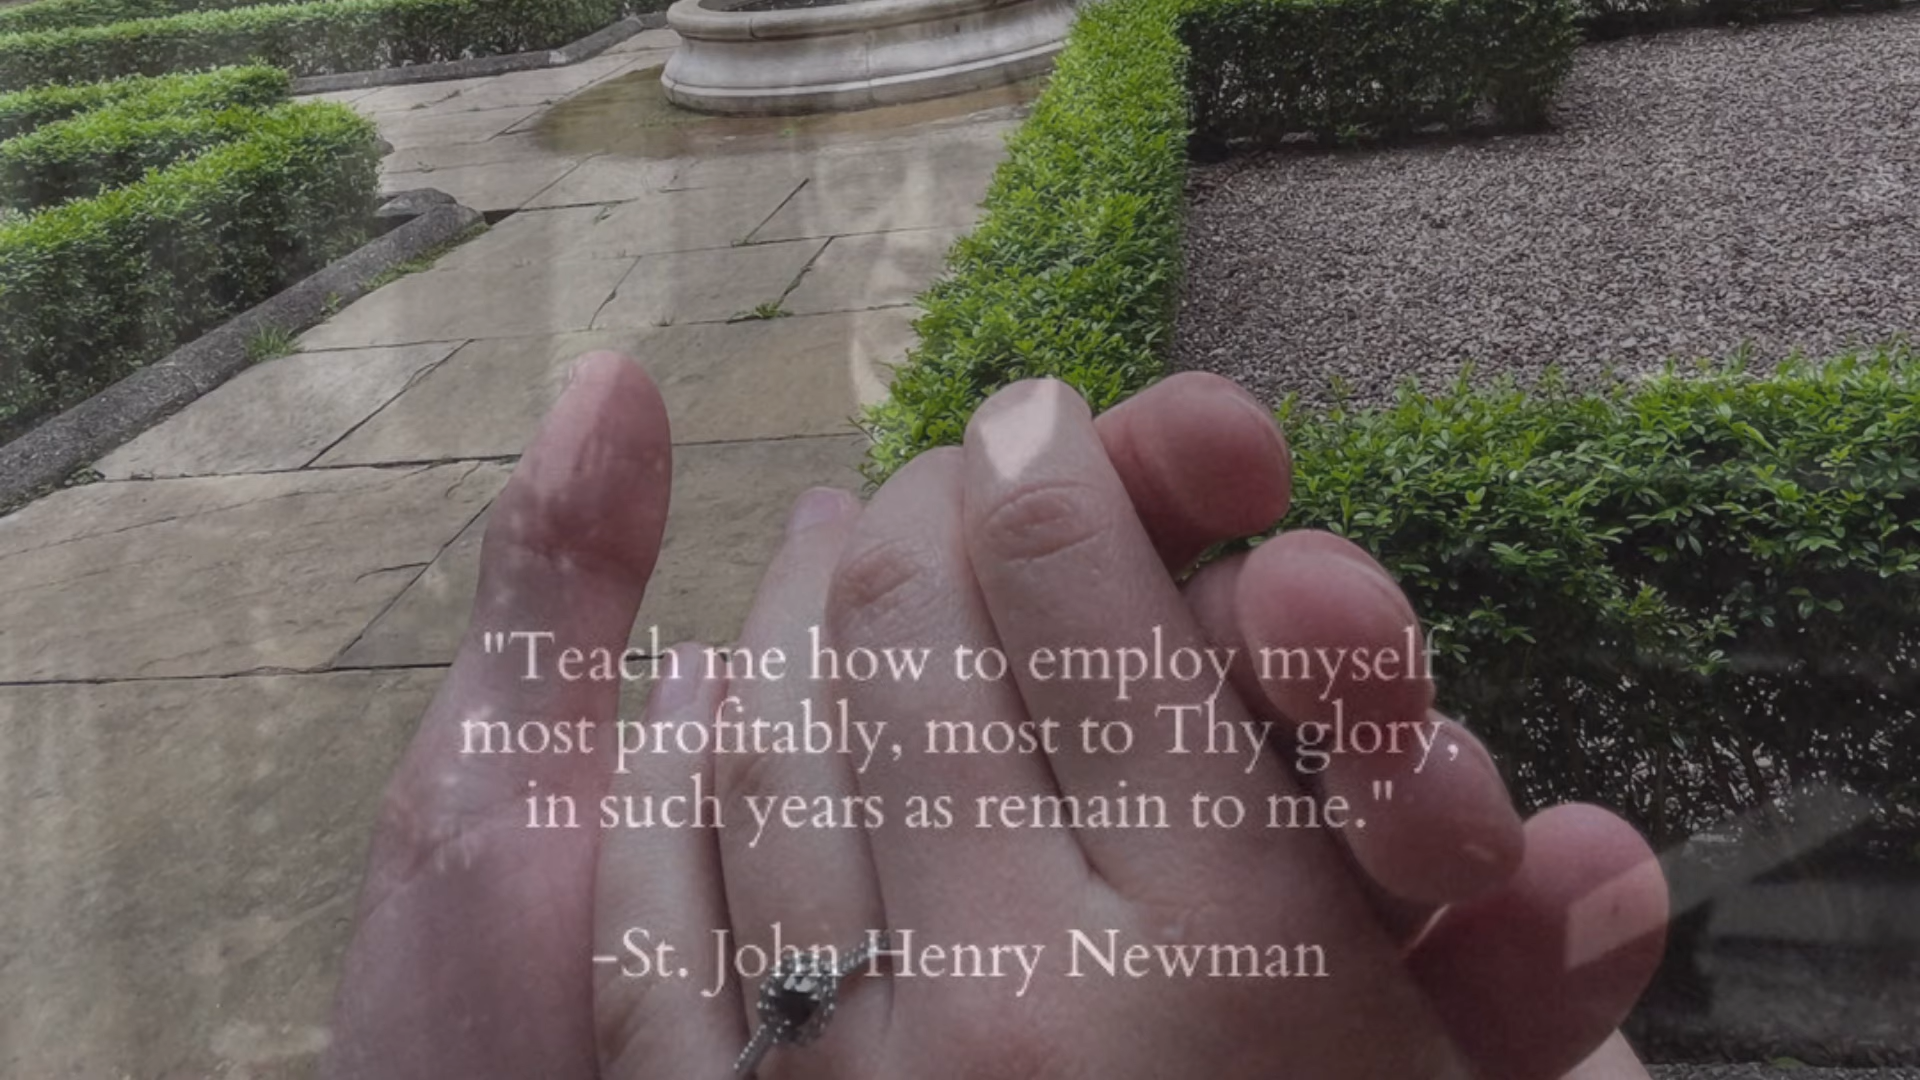 "Teach me how to employ myself
most profitably, most to Thy glory,
in such years as remain to me."
-St. John Henry Newman